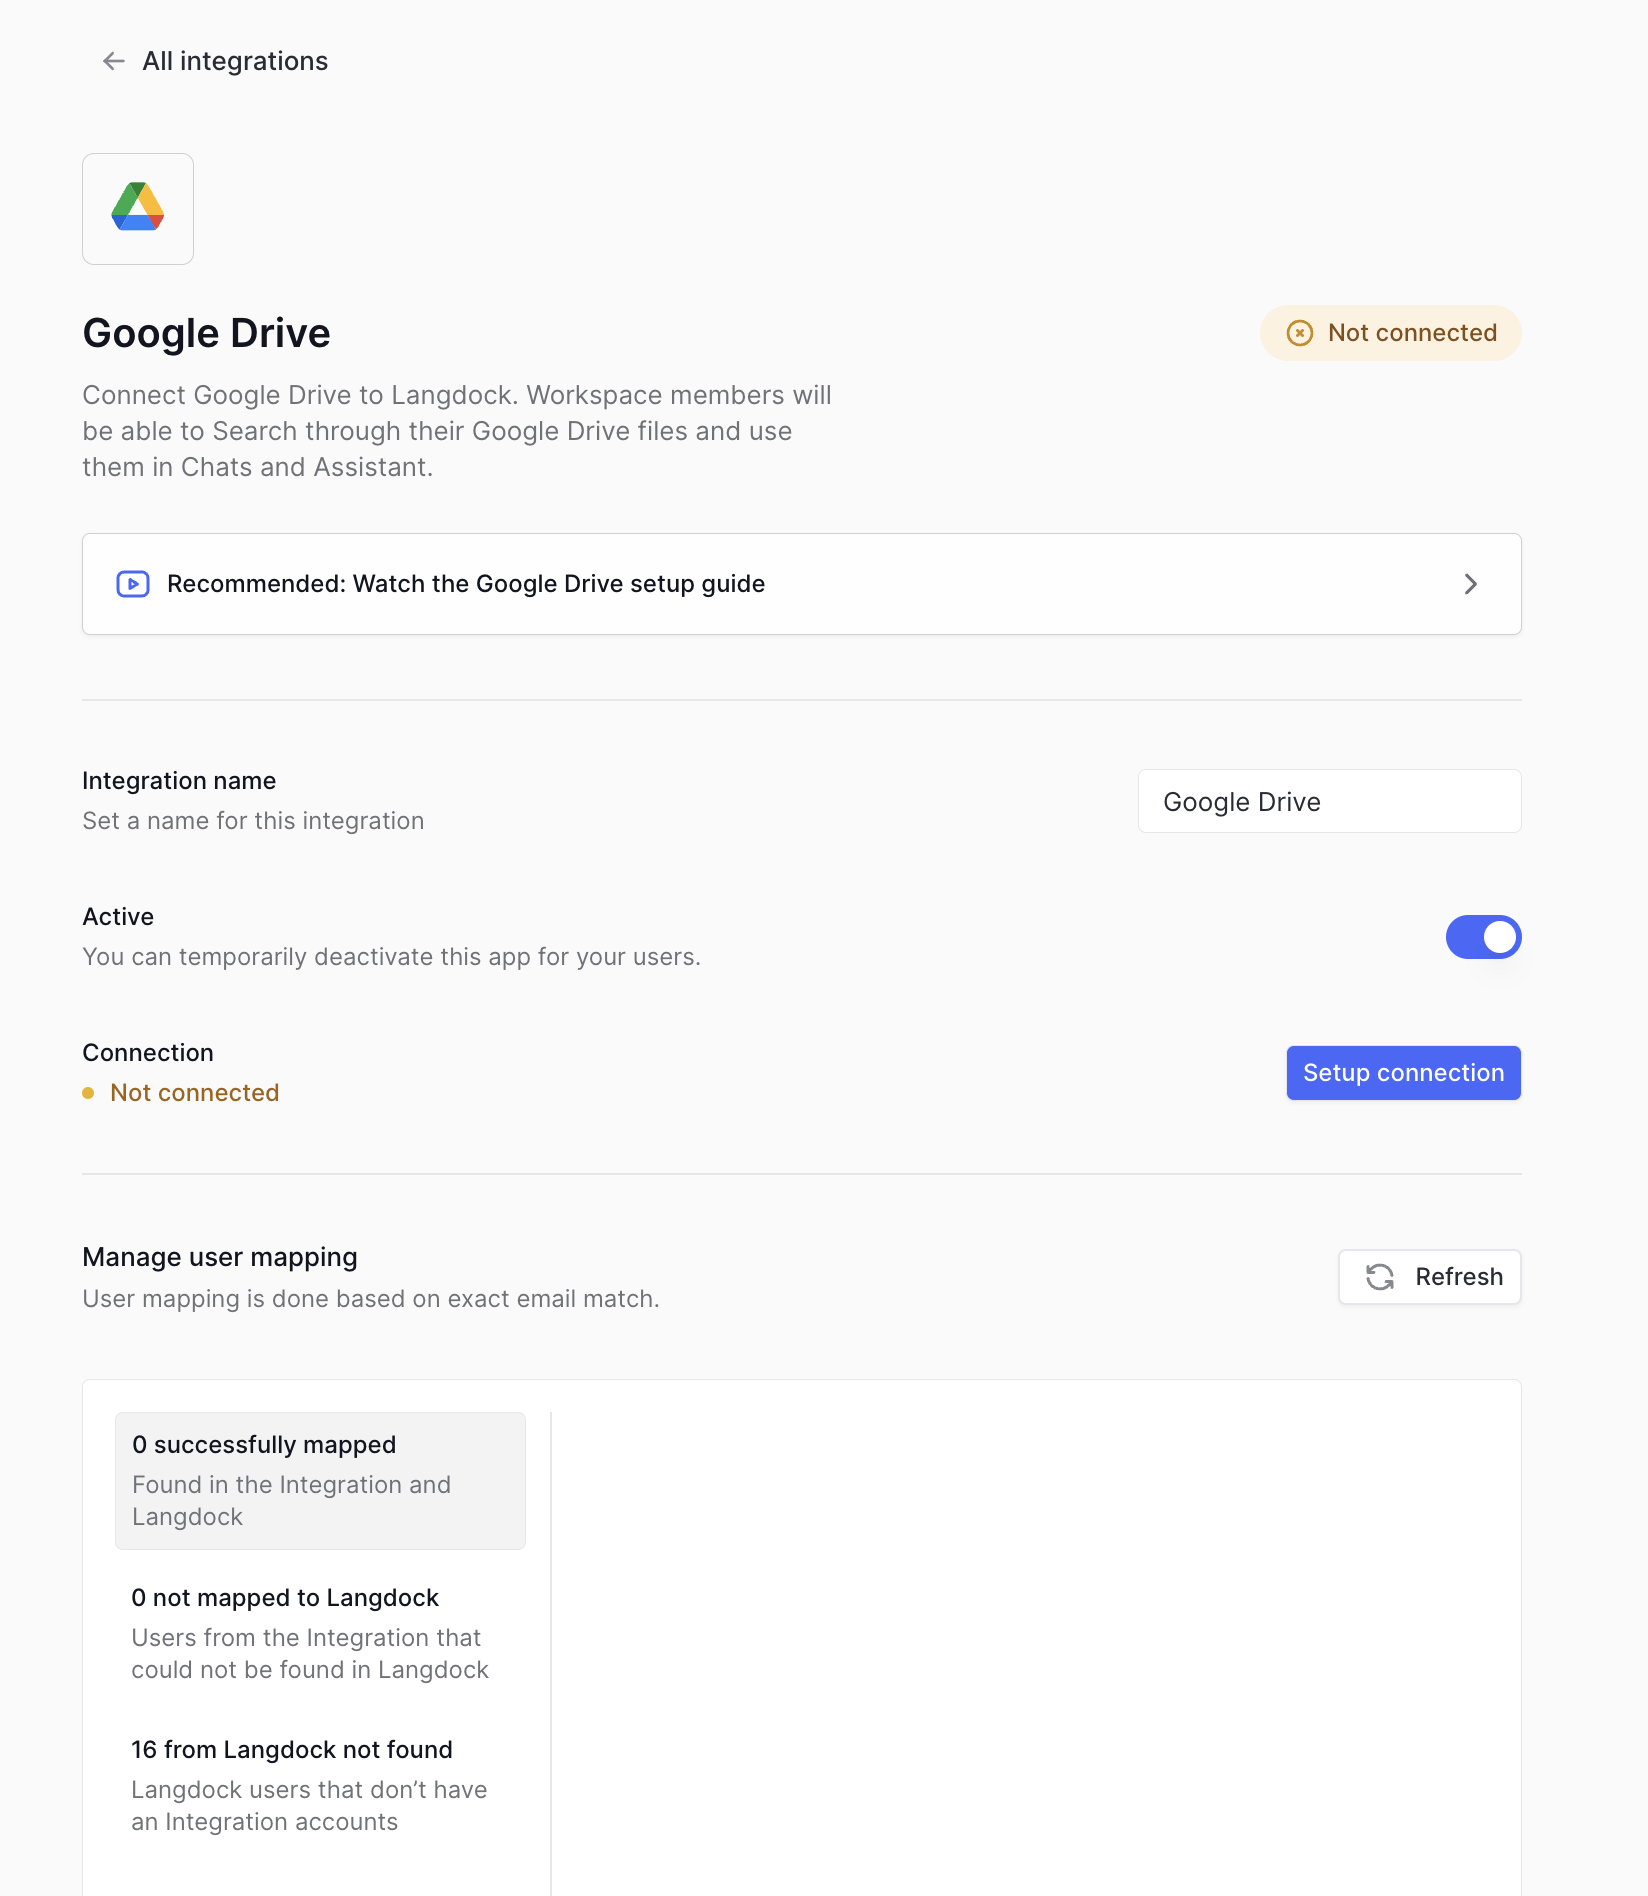 All integrations
Google Drive
Not connected
Connect Google Drive to Langdock. Workspace members will
be able to Search through their Google Drive files and use
them in Chats and Assistant.
Recommended: Watch the Google Drive setup guide
Integration name
Set a name for this integration
Google Drive
Active
You can temporarily deactivate this app for your users.
Connection
Not connected
Setup connection
Manage user mapping
User mapping is done based on exact email match.
Refresh
0 successfully mapped
Found in the Integration and
Langdock
0 not mapped to Langdock
Users from the Integration that
could not be found in Langdock
16 from Langdock not found
Langdock users that don’t have
an Integration accounts